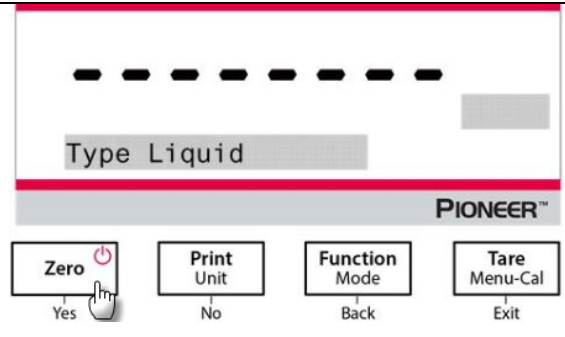 --------
Type Liquid
PIONEER™
Zero Print Function Tare
Unit Mode Menu-Cal
Yes No Back Exit